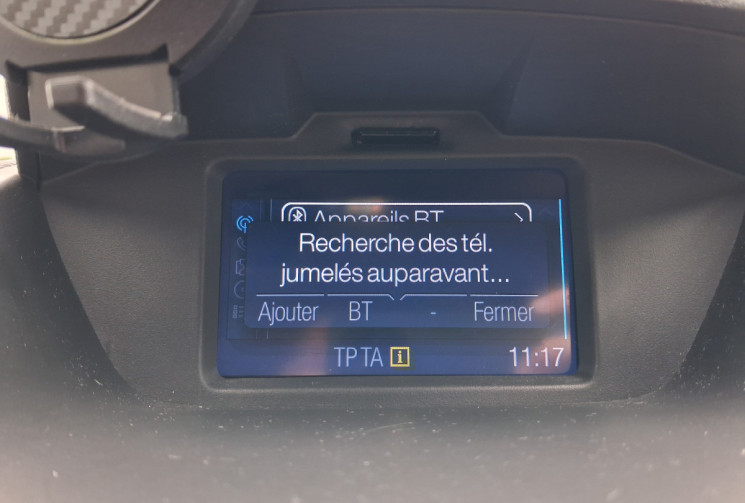 Appareils BT
Recherche des tél.
jumelés auparavant...
Ajouter BT - Fermer
TP TA i 11:17